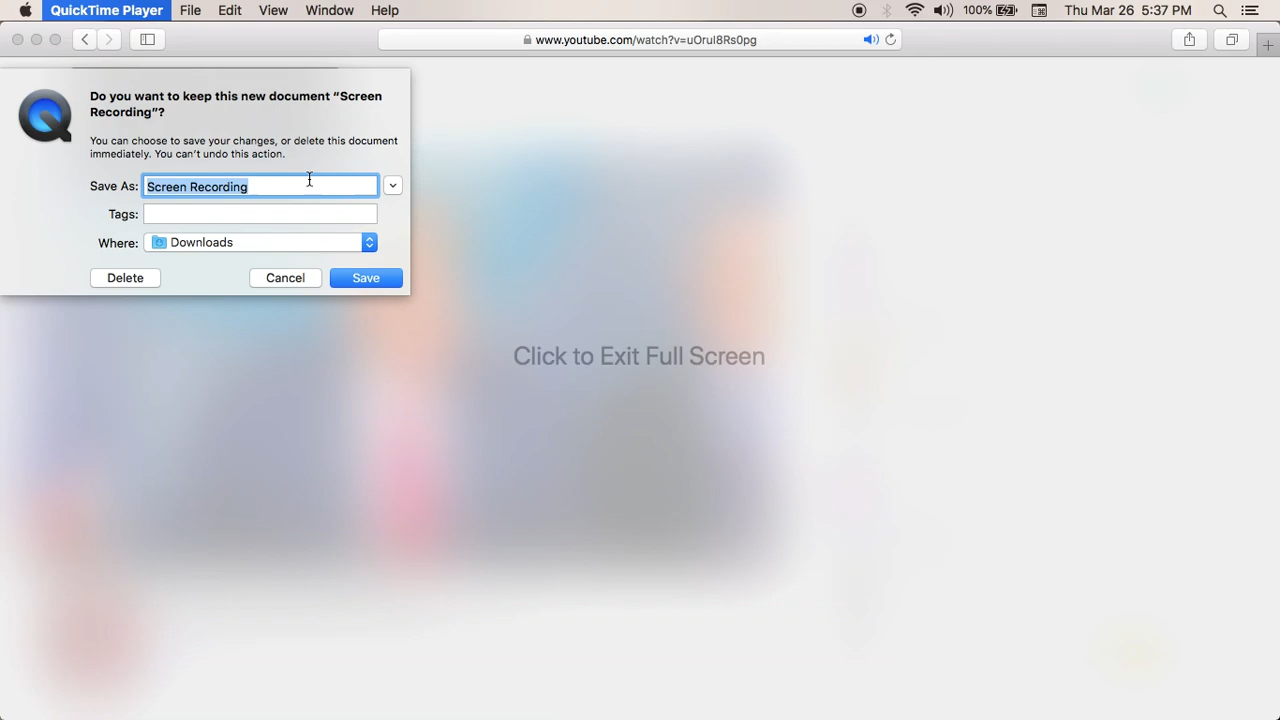 QuickTime Player File Edit View Window Help 100% Thu Mar 26 5:37 PM
www.youtube.com/watch?v=uOruI8Rs0pg
Do you want to keep this new document “Screen
Recording”?
You can choose to save your changes, or delete this document
immediately. You can’t undo this action.
Save As: Screen Recording
Tags:
Where: Downloads
Delete Cancel Save
Click to Exit Full Screen